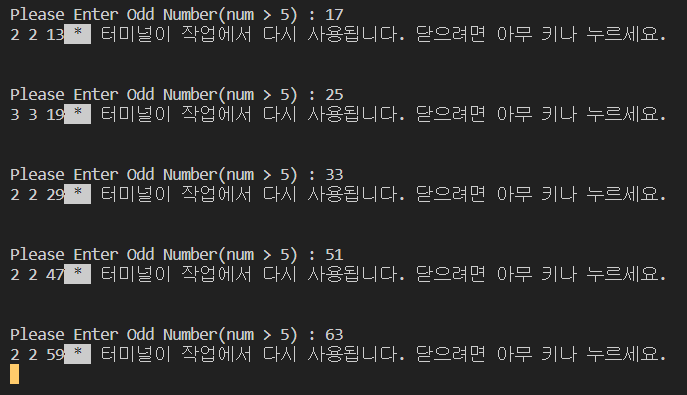 Please Enter Odd Number(num > 5) : 17
2 2 13 * 터미널이 작업에서 다시 사용됩니다. 닫으려면 아무 키나 누르세요.
Please Enter Odd Number(num > 5) : 25
3 3 19 * 터미널이 작업에서 다시 사용됩니다. 닫으려면 아무 키나 누르세요.
Please Enter Odd Number(num > 5) : 33
2 2 29 * 터미널이 작업에서 다시 사용됩니다. 닫으려면 아무 키나 누르세요.
Please Enter Odd Number(num > 5) : 51
2 2 47 * 터미널이 작업에서 다시 사용됩니다. 닫으려면 아무 키나 누르세요.
Please Enter Odd Number(num > 5) : 63
2 2 59 * 터미널이 작업에서 다시 사용됩니다. 닫으려면 아무 키나 누르세요.